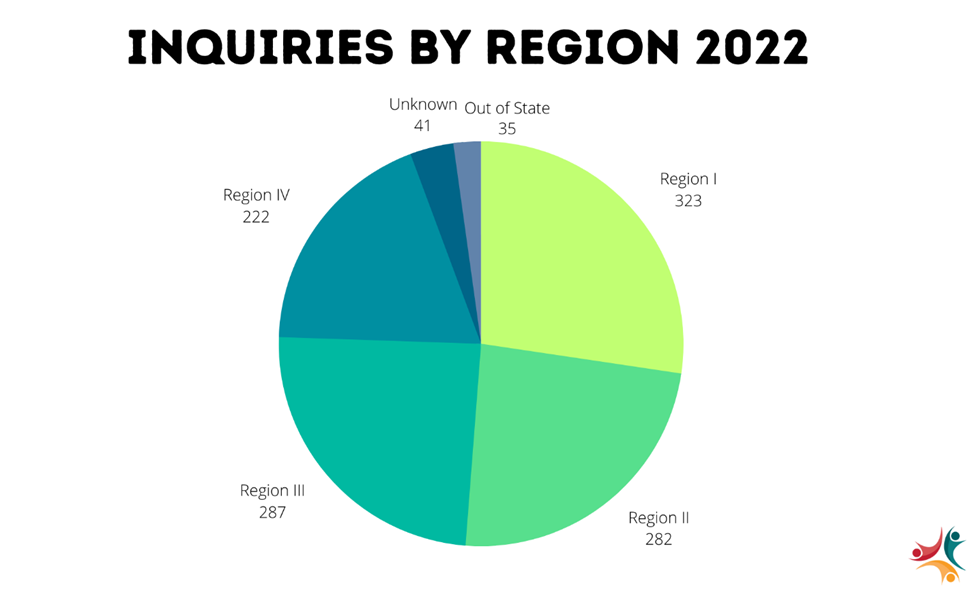 INQUIRIES BY REGION 2022
Unknown
41
Out of State
35
Region I
323
Region IV
222
Region III
287
Region II
282